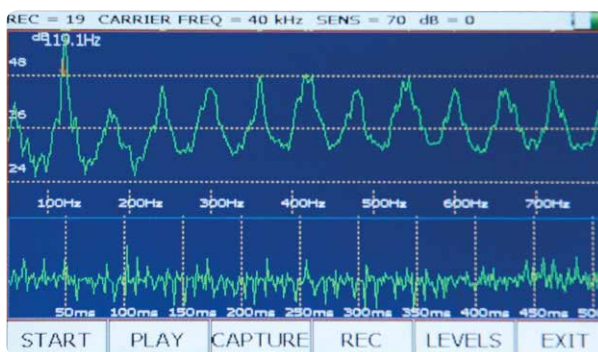 REC = 19 CARRIER FREQ = 40 kHz SENS = 70 dB = 0
dB 119.1Hz
48
36
24
100Hz 200Hz 300Hz 400Hz 500Hz 600Hz 700Hz
50ms 100ms 150ms 200ms 250ms 300ms 350ms 400ms 450ms 50
START PLAY CAPTURE REC LEVELS EXIT